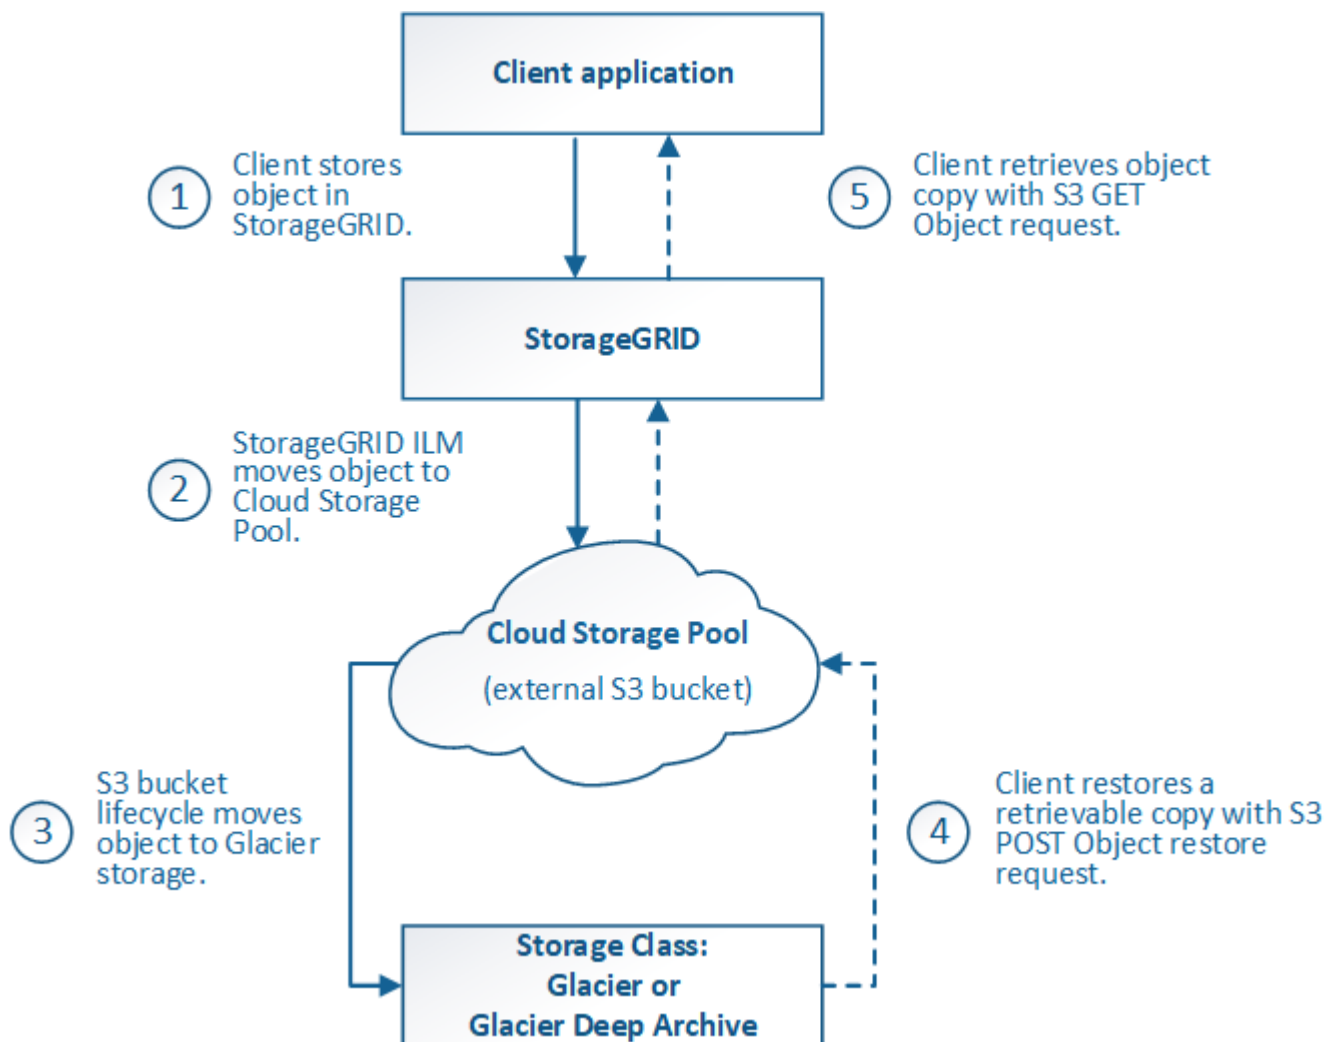 Client application
1
Client stores
object in
StorageGRID.
5
Client retrieves object
copy with S3 GET
Object request.
StorageGRID
2
StorageGRID ILM
moves object to
Cloud Storage
Pool.
Cloud Storage Pool
(external S3 bucket)
3
S3 bucket
lifecycle moves
object to Glacier
storage.
4
Client restores a
retrievable copy with S3
POST Object restore
request.
Storage Class:
Glacier or
Glacier Deep Archive